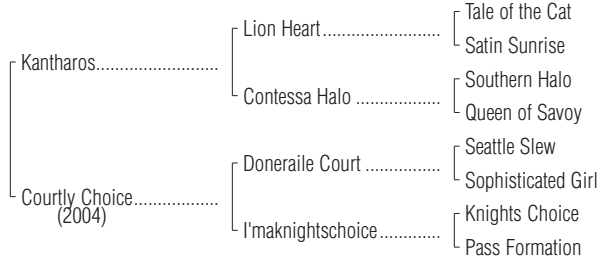 Tale of the Cat
Lion Heart........................
Satin Sunrise
Kantharos..........................
Southern Halo
Contessa Halo ..................
Queen of Savoy
Seattle Slew
Doneraile Court ................
Sophisticated Girl
Courtly Choice..................
(2004)
Knights Choice
I'maknightschoice.............
Pass Formation